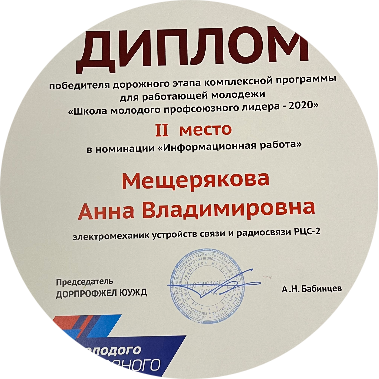 ДИПЛОМ
победителя дорожного этапа комплексной программы
для работающей молодежи
«Школа молодого профсоюзного лидера - 2020»
II место
в номинации «Информационная работа»
Мещерякова
Анна Владимировна
электромеханик устройств связи и радиосвязи РЦС-2
Председатель
ДОРПРОФЖЕЛ ЮУЖД
А.Н. Бабинцев